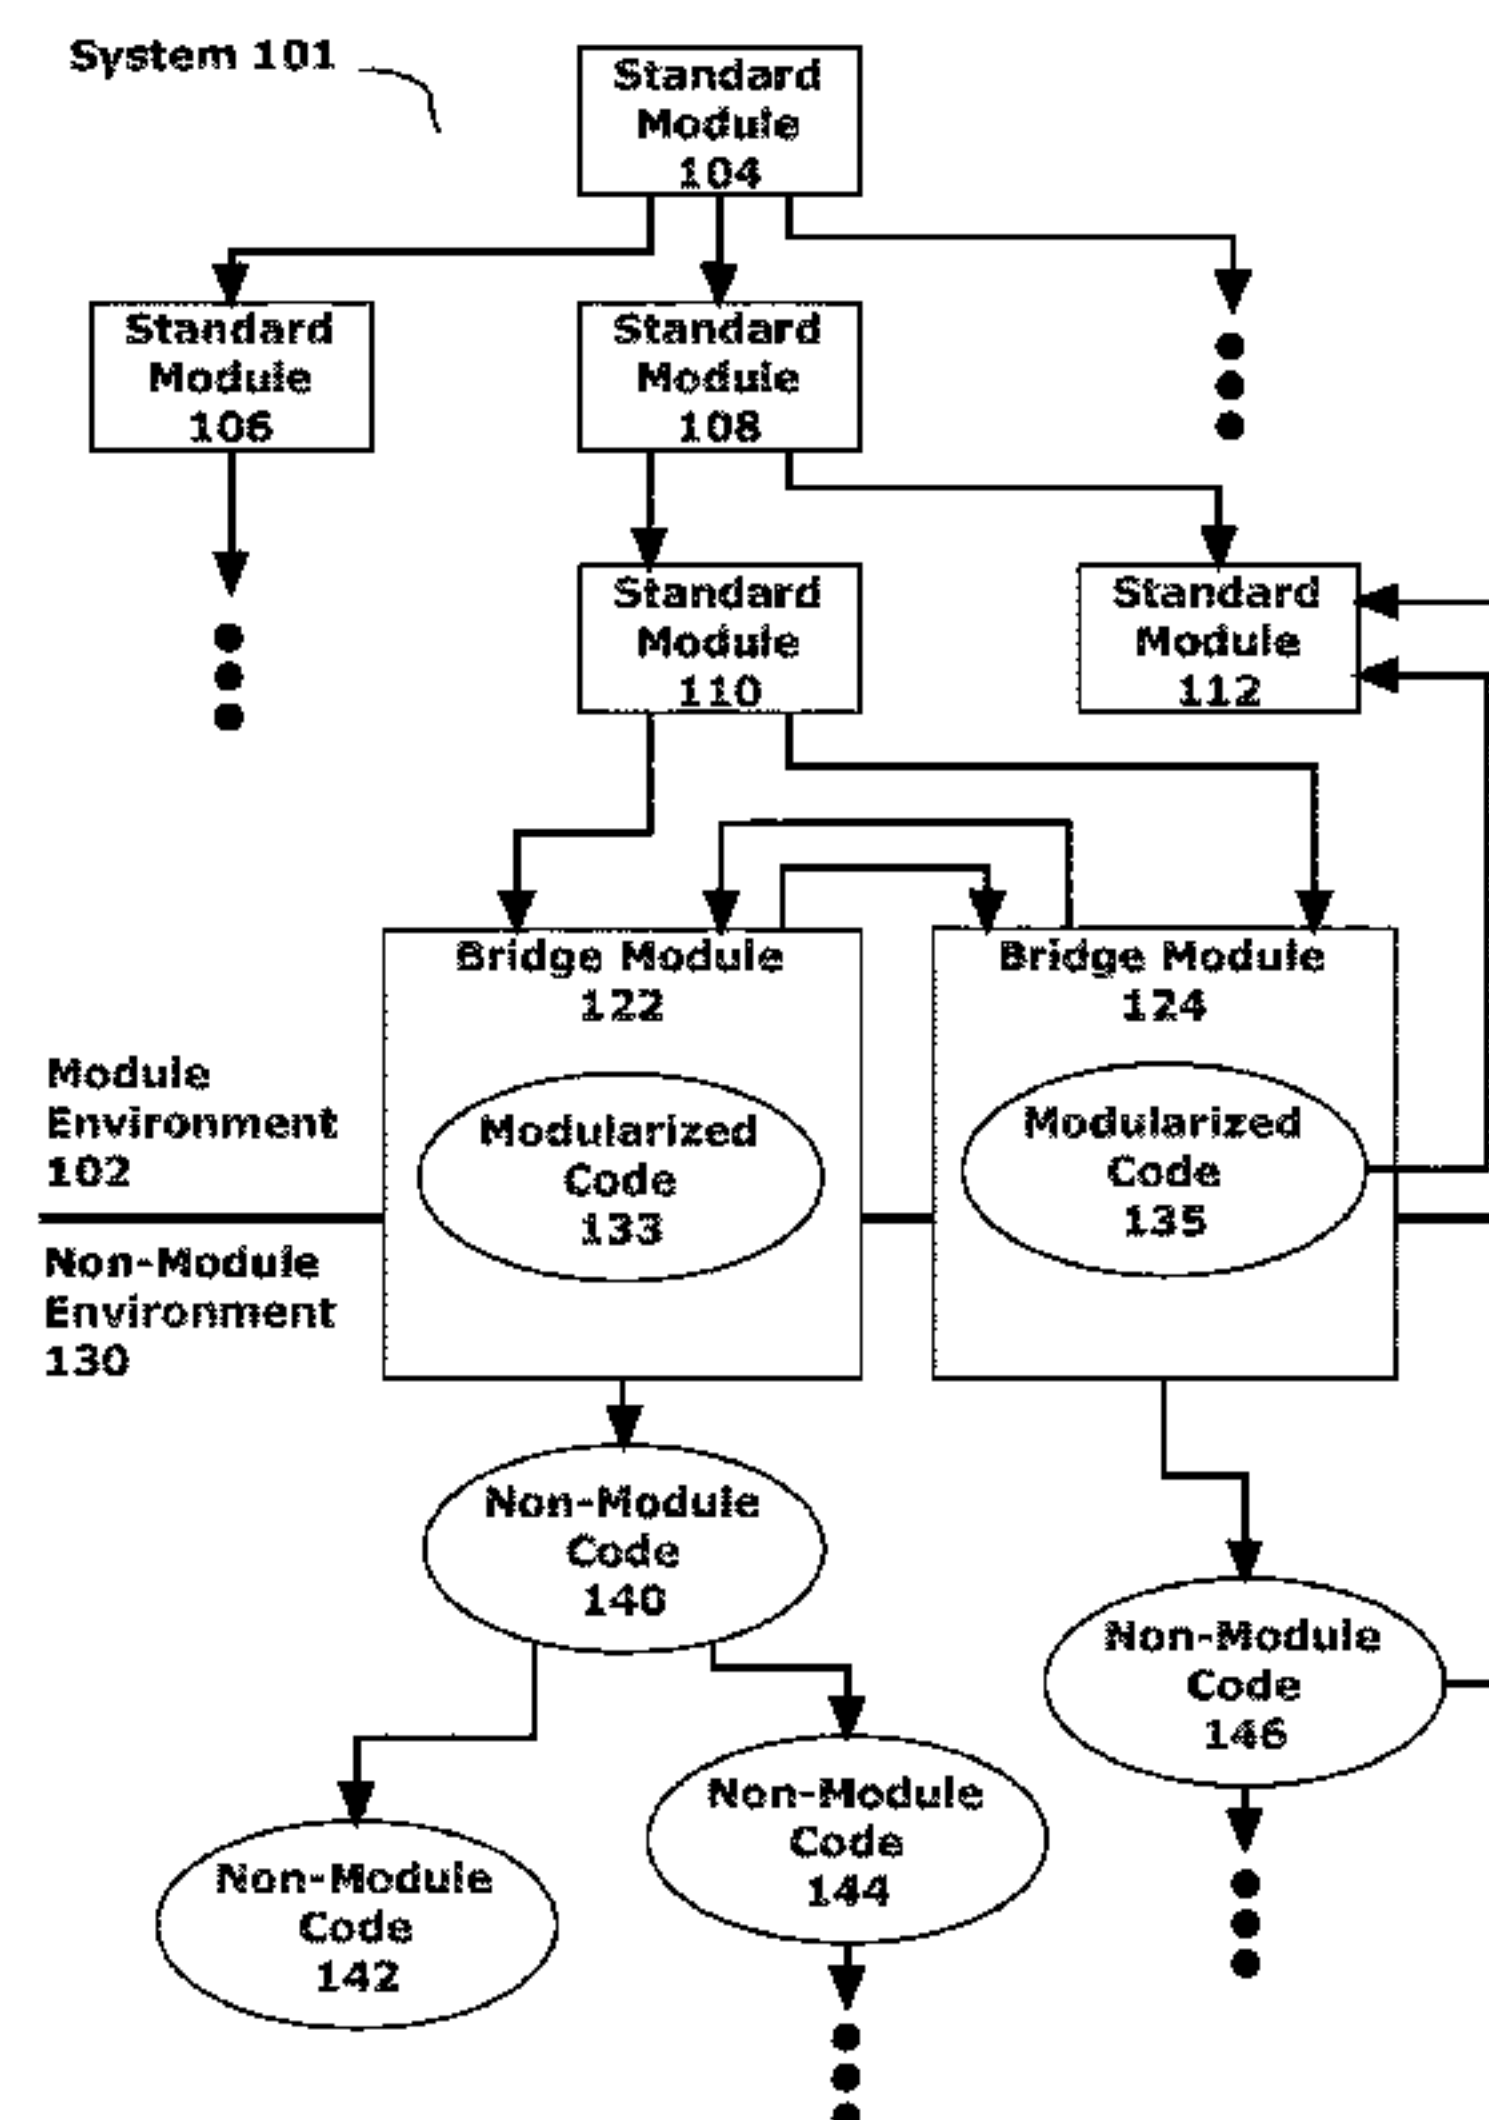 System 101
Standard
Module
104
Standard
Module
106
Standard
Module
108
Standard
Module
110
Standard
Module
112
Bridge Module
122
Bridge Module
124
Modularized
Code
133
Modularized
Code
135
Module
Environment
102
Non-Module
Environment
130
Non-Module
Code
140
Non-Module
Code
146
Non-Module
Code
144
Non-Module
Code
142